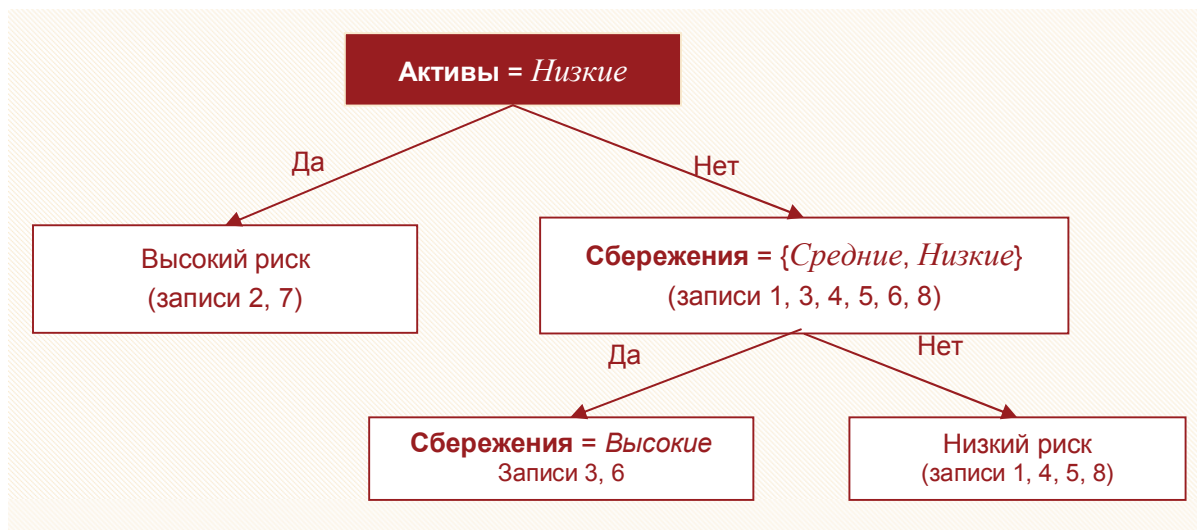 Активы = Низкие
Да
Нет
Высокий риск
(записи 2, 7)
Сбережения = {Средние, Низкие}
(записи 1, 3, 4, 5, 6, 8)
Да
Нет
Сбережения = Высокие
Записи 3, 6
Низкий риск
(записи 1, 4, 5, 8)